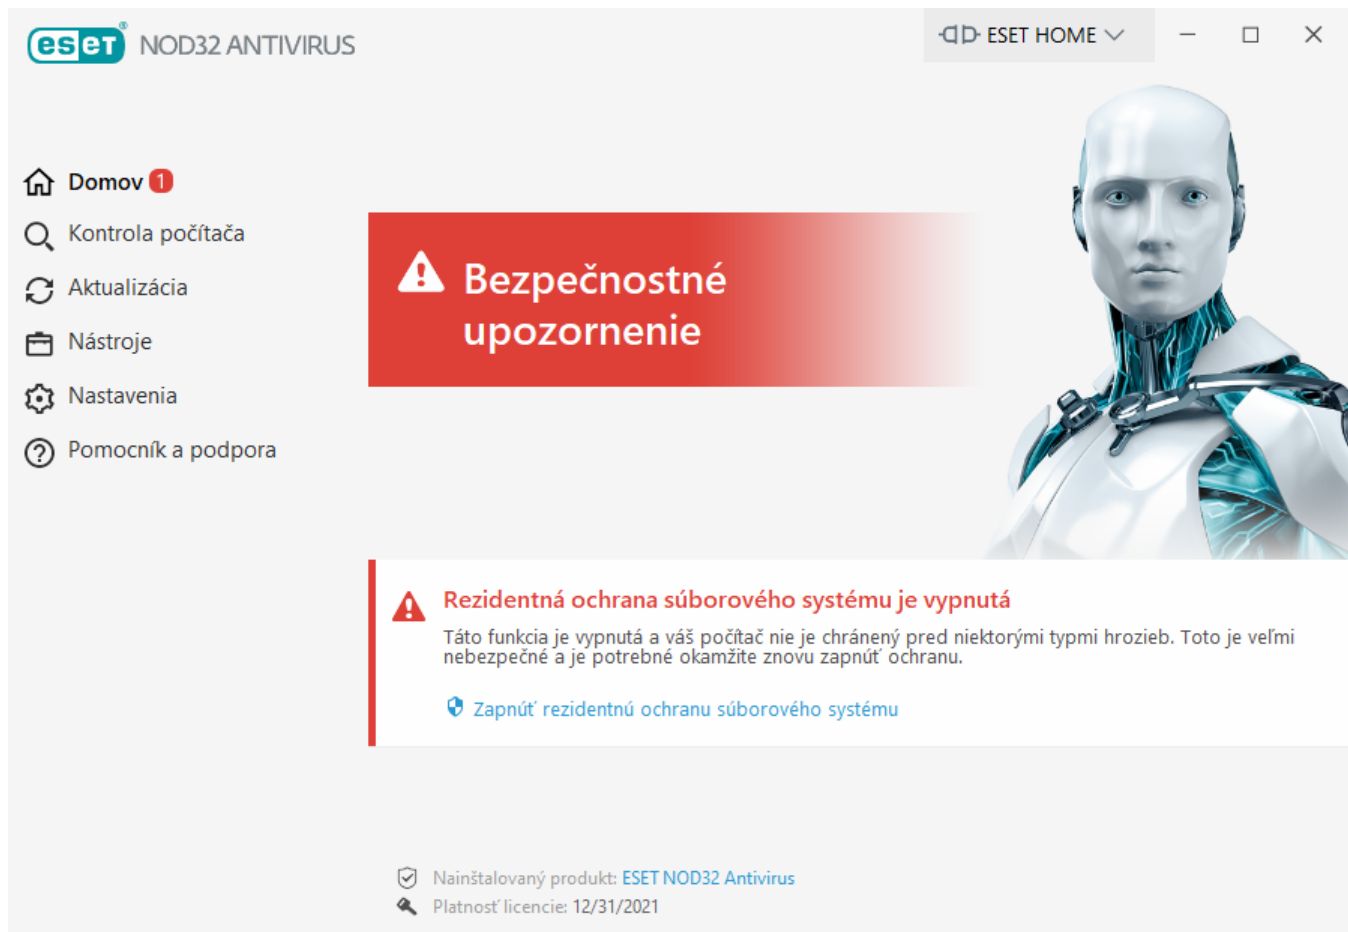 eset® NOD32 ANTIVIRUS
ESET HOME
Domov 1
Kontrola počítača
Aktualizácia
Nástroje
Nastavenia
Pomocník a podpora
Bezpečnostné
upozornenie
Rezidentná ochrana súborového systému je vypnutá
Táto funkcia je vypnutá a váš počítač nie je chránený pred niektorými typmi hrozieb. Toto je veľmi
nebezpečné a je potrebné okamžite znovu zapnúť ochranu.
Zapnúť rezidentnú ochranu súborového systému
Nainštalovaný produkt: ESET NOD32 Antivirus
Platnosť licencie: 12/31/2021